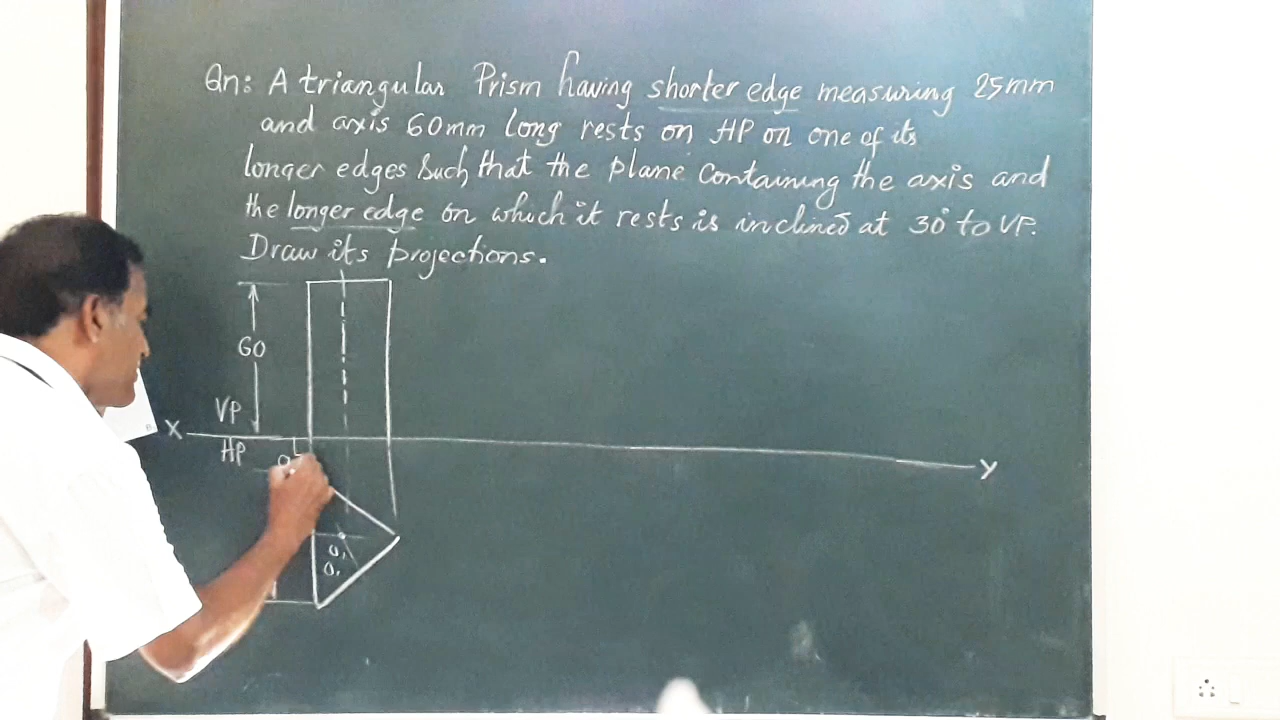 Qn: A triangular Prism having shorter edge measuring 25mm
and axis 60mm long rests on HP on one of its
longer edges such that the plane containing the axis and
the longer edge on which it rests is inclined at 30° to VP.
Draw its projections.
60
VP
X
HP
Y
o,
o,